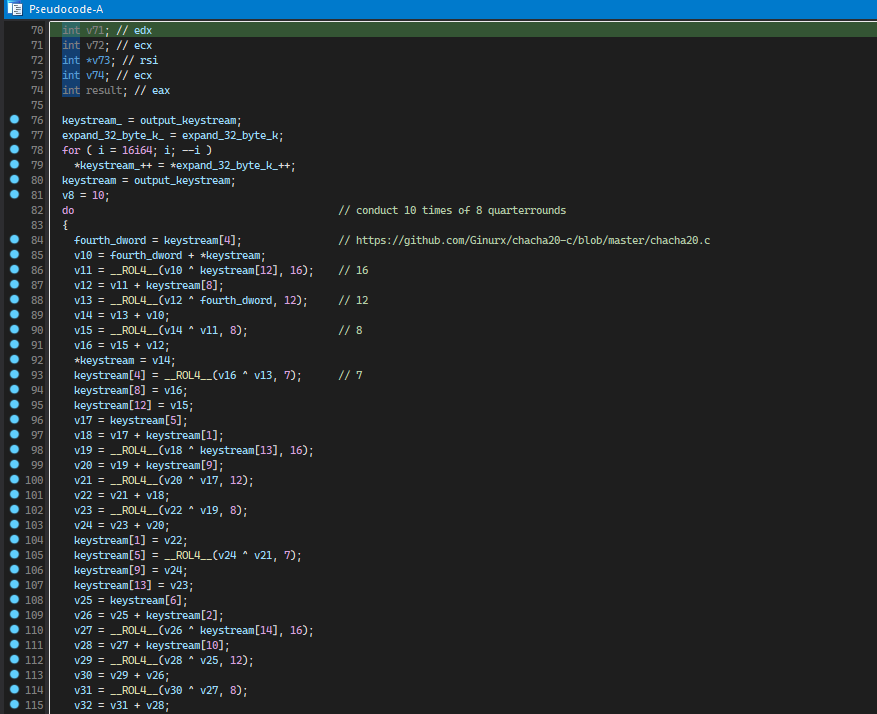 Pseudocode-A
70 int v71; // edx
71 int v72; // ecx
72 int *v73; // rsi
73 int v74; // ecx
74 int result; // eax
75
76 keystream_ = output_keystream;
77 expand_32_byte_k_ = expand_32_byte_k;
78 for ( i = 16i64; i; --i )
79 *keystream_++ = *expand_32_byte_k_++;
80 keystream = output_keystream;
81 v8 = 10;
82 do // conduct 10 times of 8 quarterrounds
83 {
84 fourth_dword = keystream[4]; // https://github.com/Ginurx/chacha20-c/blob/master/chacha20.c
85 v10 = fourth_dword + *keystream;
86 v11 = __ROL4__(v10 ^ keystream[12], 16); // 16
87 v12 = v11 + keystream[8];
88 v13 = __ROL4__(v12 ^ fourth_dword, 12); // 12
89 v14 = v13 + v10;
90 v15 = __ROL4__(v14 ^ v11, 8); // 8
91 v16 = v15 + v12;
92 *keystream = v14;
93 keystream[4] = __ROL4__(v16 ^ v13, 7); // 7
94 keystream[8] = v16;
95 keystream[12] = v15;
96 v17 = keystream[5];
97 v18 = v17 + keystream[1];
98 v19 = __ROL4__(v18 ^ keystream[13], 16);
99 v20 = v19 + keystream[9];
100 v21 = __ROL4__(v20 ^ v17, 12);
101 v22 = v21 + v18;
102 v23 = __ROL4__(v22 ^ v19, 8);
103 v24 = v23 + v20;
104 keystream[1] = v22;
105 keystream[5] = __ROL4__(v24 ^ v21, 7);
106 keystream[9] = v24;
107 keystream[13] = v23;
108 v25 = keystream[6];
109 v26 = v25 + keystream[2];
110 v27 = __ROL4__(v26 ^ keystream[14], 16);
111 v28 = v27 + keystream[10];
112 v29 = __ROL4__(v28 ^ v25, 12);
113 v30 = v29 + v26;
114 v31 = __ROL4__(v30 ^ v27, 8);
115 v32 = v31 + v28;